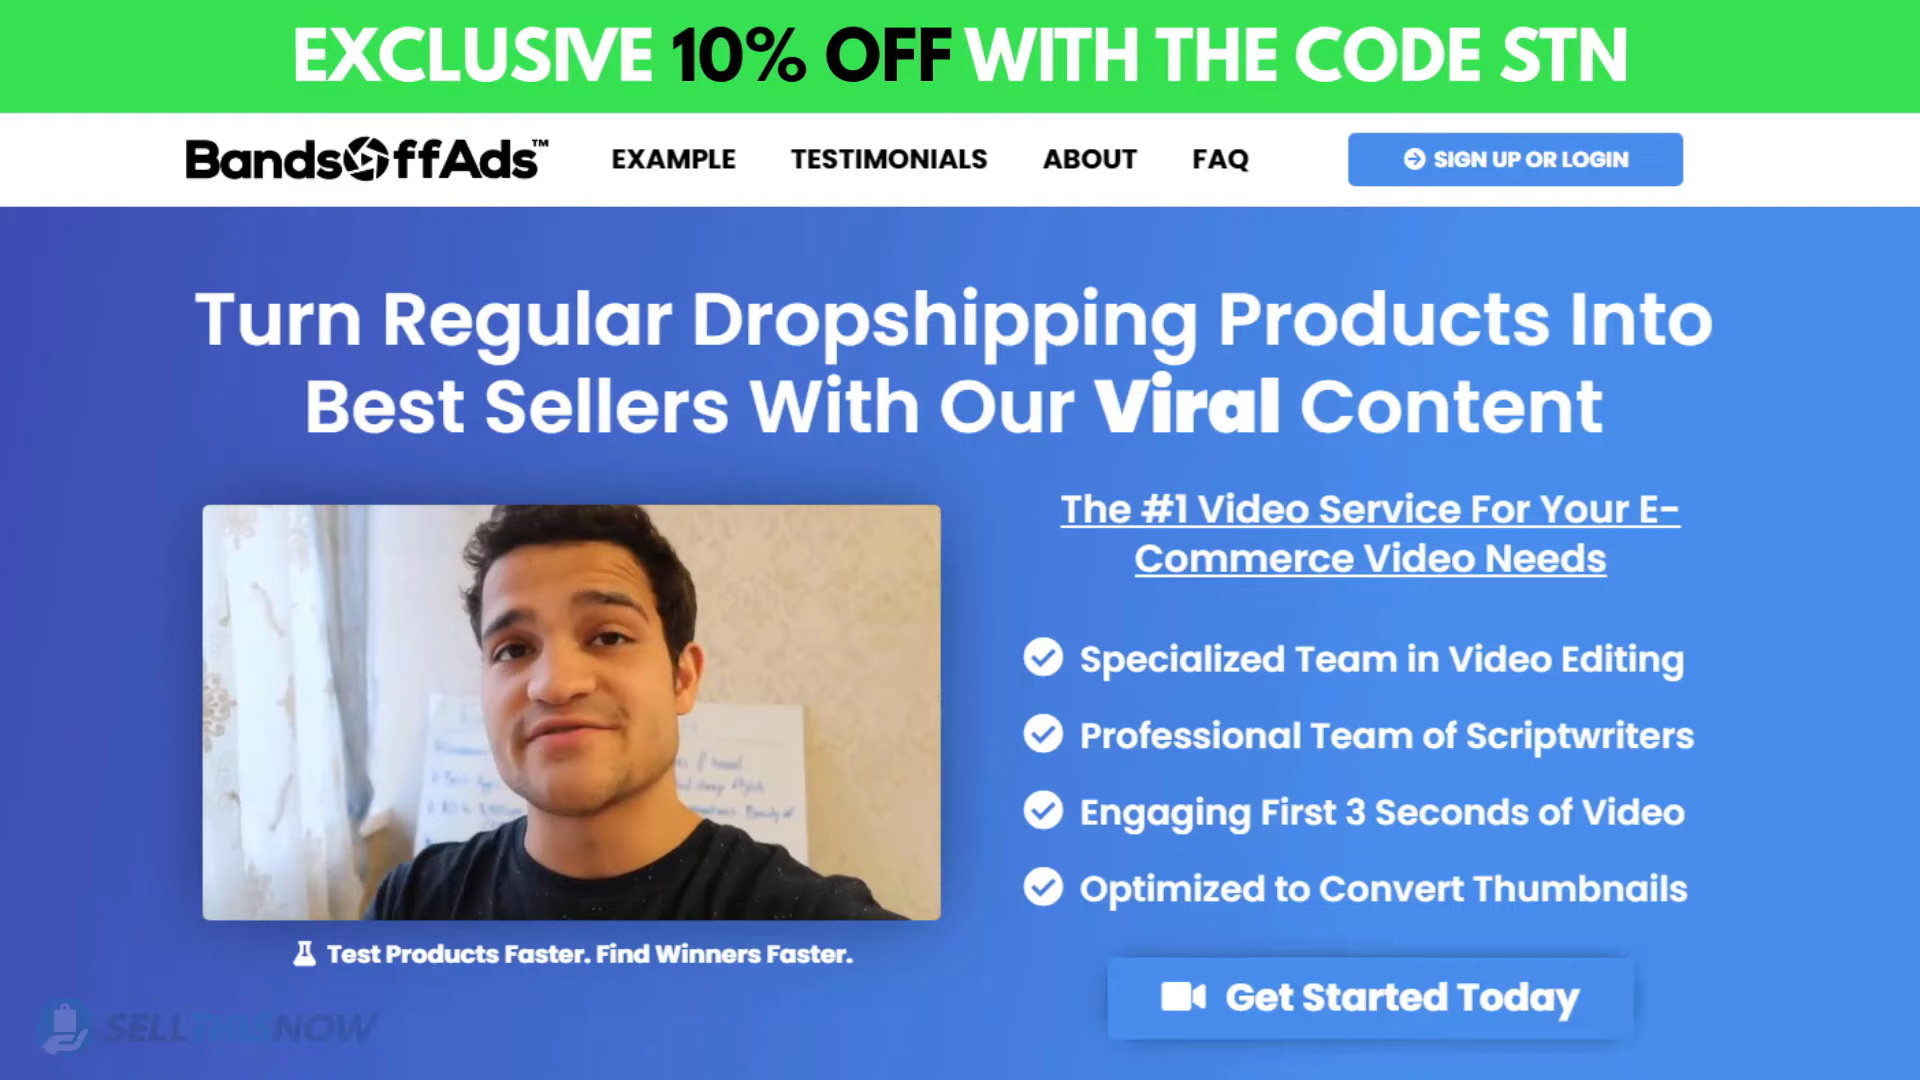 EXCLUSIVE 10% OFF WITH THE CODE STN
BandsOffAds™ EXAMPLE TESTIMONIALS ABOUT FAQ SIGN UP OR LOGIN
Turn Regular Dropshipping Products Into
Best Sellers With Our Viral Content
The #1 Video Service For Your E-
Commerce Video Needs
Specialized Team in Video Editing
Professional Team of Scriptwriters
Engaging First 3 Seconds of Video
Optimized to Convert Thumbnails
Test Products Faster. Find Winners Faster.
Get Started Today
SELLTHISNOW